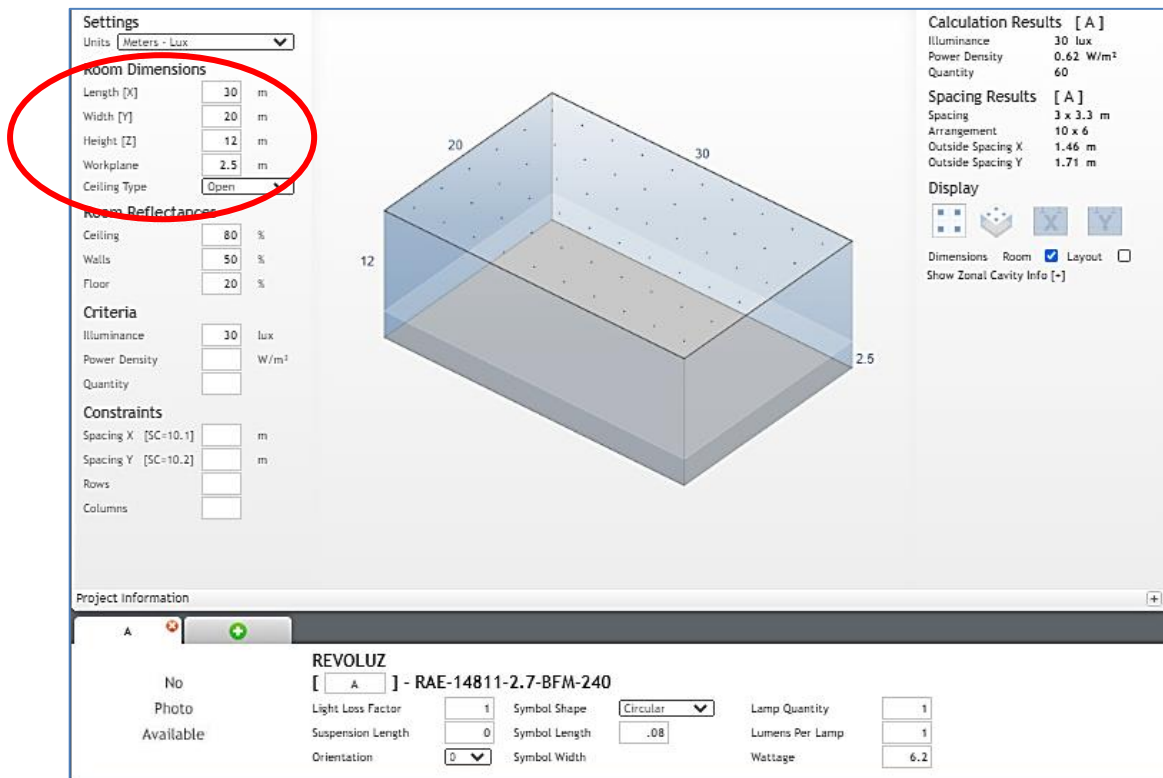 Settings
Units Meters - Lux
Room Dimensions
Length [X] 30 m
Width [Y] 20 m
Height [Z] 12 m
Workplane 2.5 m
Ceiling Type Open
Room Reflectances
Ceiling 80 %
Walls 50 %
Floor 20 %
Criteria
Illuminance 30 lux
Power Density W/m²
Quantity
Constraints
Spacing X [SC=10.1] m
Spacing Y [SC=10.2] m
Rows
Columns
20
30
12
2.5
Calculation Results [ A ]
Illuminance 30 lux
Power Density 0.62 W/m²
Quantity 60
Spacing Results [ A ]
Spacing 3 x 3.3 m
Arrangement 10 x 6
Outside Spacing X 1.46 m
Outside Spacing Y 1.71 m
Display
X Y
Dimensions Room Layout
Show Zonal Cavity Info [+]
Project Information
A
No
Photo
Available
REVOLUZ
[ A ] - RAE-14811-2.7-BFM-240
Light Loss Factor 1 Symbol Shape Circular Lamp Quantity 1
Suspension Length 0 Symbol Length .08 Lumens Per Lamp 1
Orientation 0 Symbol Width Wattage 6.2